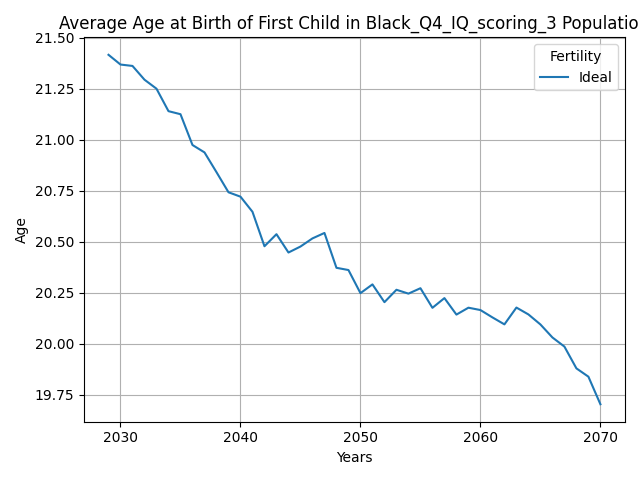 Average Age at Birth of First Child in Black_Q4_IQ_scoring_3 Populatio
21.50
21.25
21.00
20.75
20.50
20.25
20.00
19.75
Age
Fertility
Ideal
2030 2040 2050 2060 2070
Years